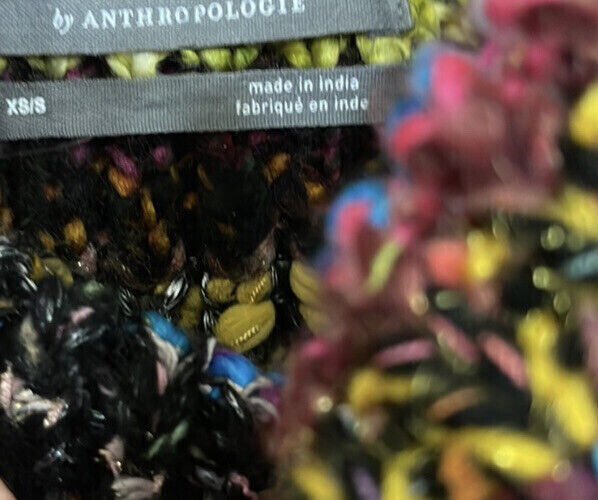 by ANTHROPOLOGIE
XS/S
made in india
fabriqué en inde